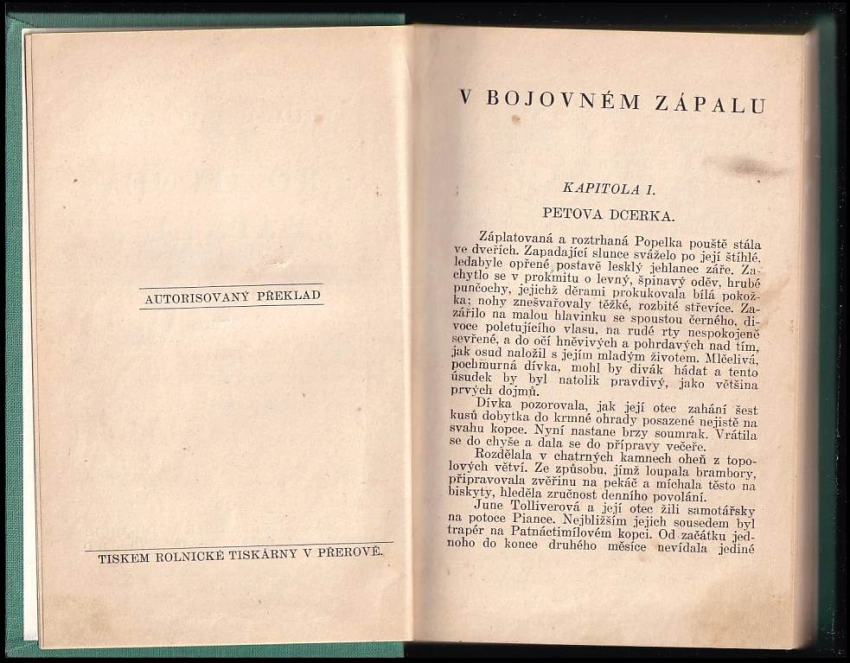 AUTORISOVANÝ PŘEKLAD
TISKEM ROLNICKÉ TISKÁRNY V PŘEROVĚ.
V BOJOVNÉM ZÁPALU
KAPITOLA I.
PETOVA DCERKA.
Záplatovaná a roztrhaná Popelka pouště stála
ve dveřích. Zapadající slunce sváželo po její štíhlé,
ledabyle opřené postavě lesklý jehlanec záře. Za-
chytlo se v prokmitu o levný, špinavý oděv, hrubé
punčochy, jejichž děrami prokukovala bílá pokož-
ka; nohy znešvařovaly těžké, rozbité střevíce. Za-
zářilo na malou hlavinku se spoustou černého, di-
voce poletujícího vlasu, na rudé rty nespokojeně
sevřené, a do očí hněvivých a pohrdavých nad tím,
jak osud naložil s jejím mladým životem. Mlčelivá,
pochmurná dívka, mohl by divák hádat a tento
úsudek by byl natolik pravdivý, jako většina
prvých dojmů.
Dívka pozorovala, jak její otec zahání šest
kusů dobytka do krmné ohrady posazené nejistě na
svahu kopce. Nyní nastane brzy soumrak. Vrátila
se do chyše a dala se do přípravy večeře.
Rozdělala v chatrných kamnech oheň z topo-
lových větví. Ze způsobu, jímž loupala brambory,
připravovala zvěřinu na pekáč a míchala těsto na
biskyty, hleděla zručnost denního povolání.
June Tolliverová a její otec žili samotářsky
na potoce Piance. Nejbližším jejich sousedem byl
trapér na Patnáctimílovém kopci. Od začátku jed-
noho do konce druhého měsíce nevídala jediné